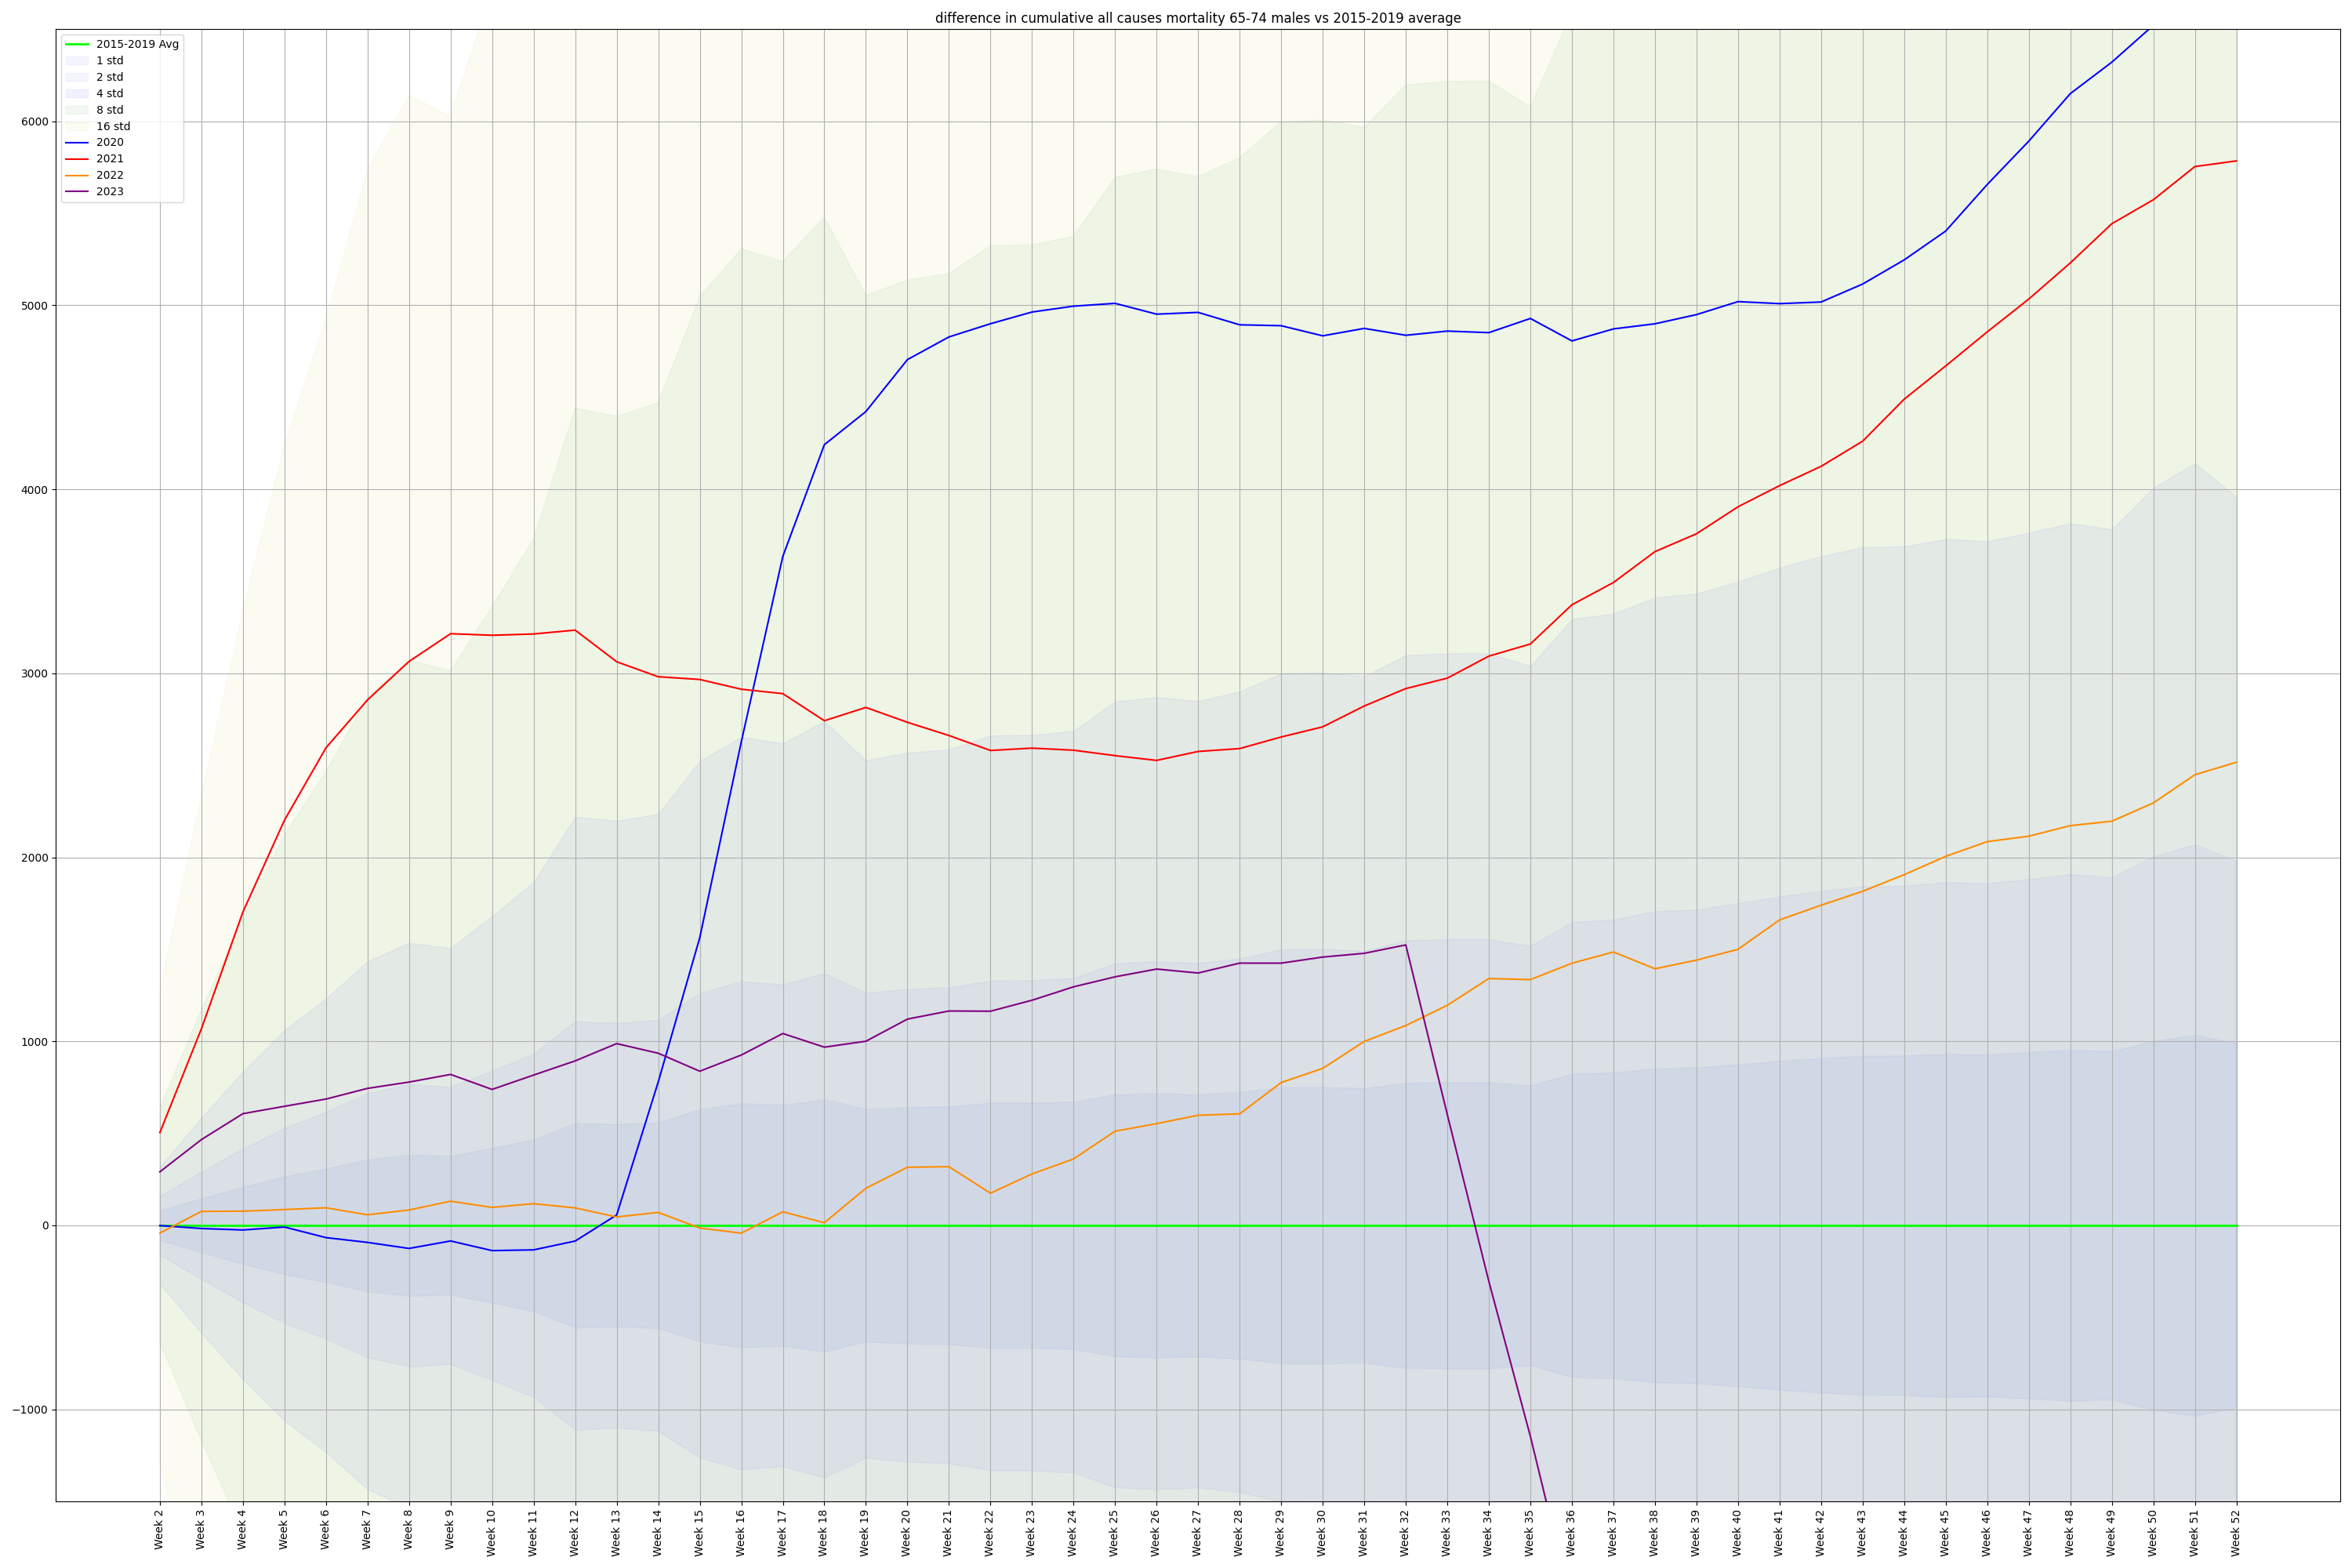 difference in cumulative all causes mortality 65-74 males vs 2015-2019 average
2015-2019 Avg
1 std
2 std
4 std
8 std
16 std
2020
2021
2022
2023
6000
5000
4000
3000
2000
1000
0
−1000
Week 2
Week 3
Week 4
Week 5
Week 6
Week 7
Week 8
Week 9
Week 10
Week 11
Week 12
Week 13
Week 14
Week 15
Week 16
Week 17
Week 18
Week 19
Week 20
Week 21
Week 22
Week 23
Week 24
Week 25
Week 26
Week 27
Week 28
Week 29
Week 30
Week 31
Week 32
Week 33
Week 34
Week 35
Week 36
Week 37
Week 38
Week 39
Week 40
Week 41
Week 42
Week 43
Week 44
Week 45
Week 46
Week 47
Week 48
Week 49
Week 50
Week 51
Week 52